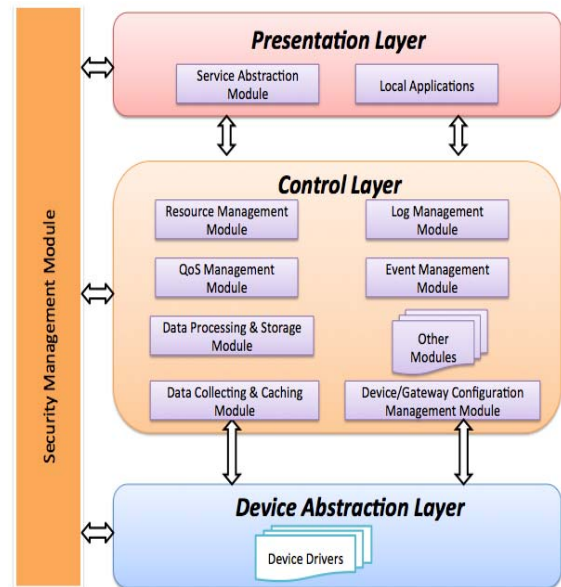 Security Management Module
Presentation Layer
Service Abstraction
Module
Local Applications
Control Layer
Resource Management
Module
Log Management
Module
QoS Management
Module
Event Management
Module
Data Processing & Storage
Module
Other
Modules
Data Collecting & Caching
Module
Device/Gateway Configuration
Management Module
Device Abstraction Layer
Device Drivers